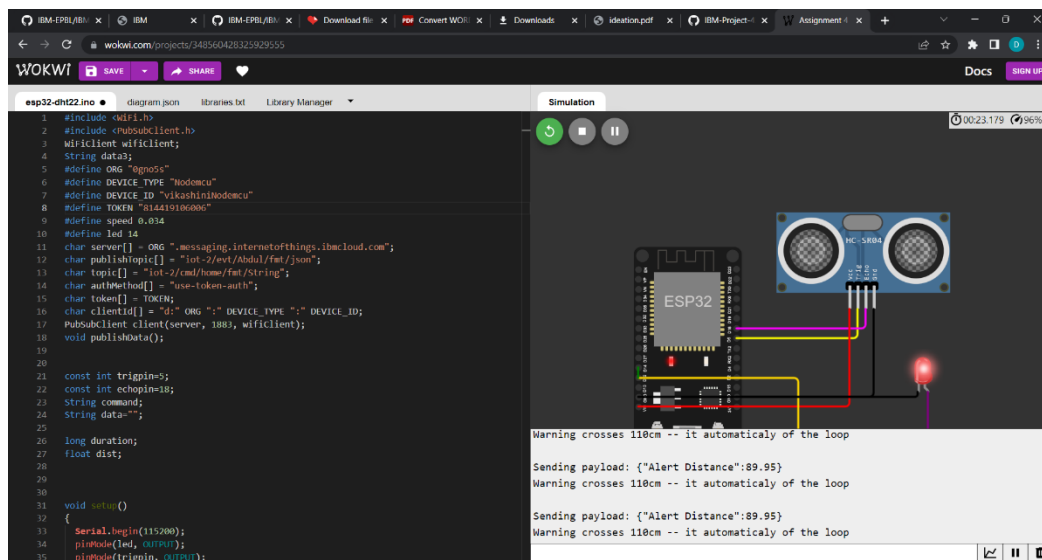 IBM-EPBL/IBM
IBM
IBM-EPBL/IBM
Download file
Convert WOR
Downloads
ideation.pdf
IBM-Project-4
Assignment 4
wokwi.com/projects/348560428325929555
WOKWI SAVE SHARE Docs SIGN UP
esp32-dht22.ino diagram.json libraries.txt Library Manager
1 #include <WiFi.h>
2 #include <PubSubClient.h>
3 WiFiClient wifiClient;
4 String data3;
5 #define ORG "0gno5s"
6 #define DEVICE_TYPE "Nodemcu"
7 #define DEVICE_ID "vikashiniNodemcu"
8 #define TOKEN "814419106006"
9 #define speed 0.034
10 #define led 14
11 char server[] = ORG ".messaging.internetofthings.ibmcloud.com";
12 char publishTopic[] = "iot-2/evt/Abdul/fmt/json";
13 char topic[] = "iot-2/cmd/home/fmt/String";
14 char authMethod[] = "use-token-auth";
15 char token[] = TOKEN;
16 char clientId[] = "d:" ORG ":" DEVICE_TYPE ":" DEVICE_ID;
17 PubSubClient client(server, 1883, wifiClient);
18 void publishData();
19
20
21 const int trigpin=5;
22 const int echopin=18;
23 String command;
24 String data="";
25
26 long duration;
27 float dist;
28
29
30
31 void setup()
32 {
33 Serial.begin(115200);
34 pinMode(led, OUTPUT);
35 pinMode(trigpin, OUTPUT);
Simulation
00:23.179 96%
HC-SR04
Vcc
Trig
Echo
Gnd
ESP32
Warning crosses 110cm -- it automaticaly of the loop
Sending payload: {"Alert Distance":89.95}
Warning crosses 110cm -- it automaticaly of the loop
Sending payload: {"Alert Distance":89.95}
Warning crosses 110cm -- it automaticaly of the loop